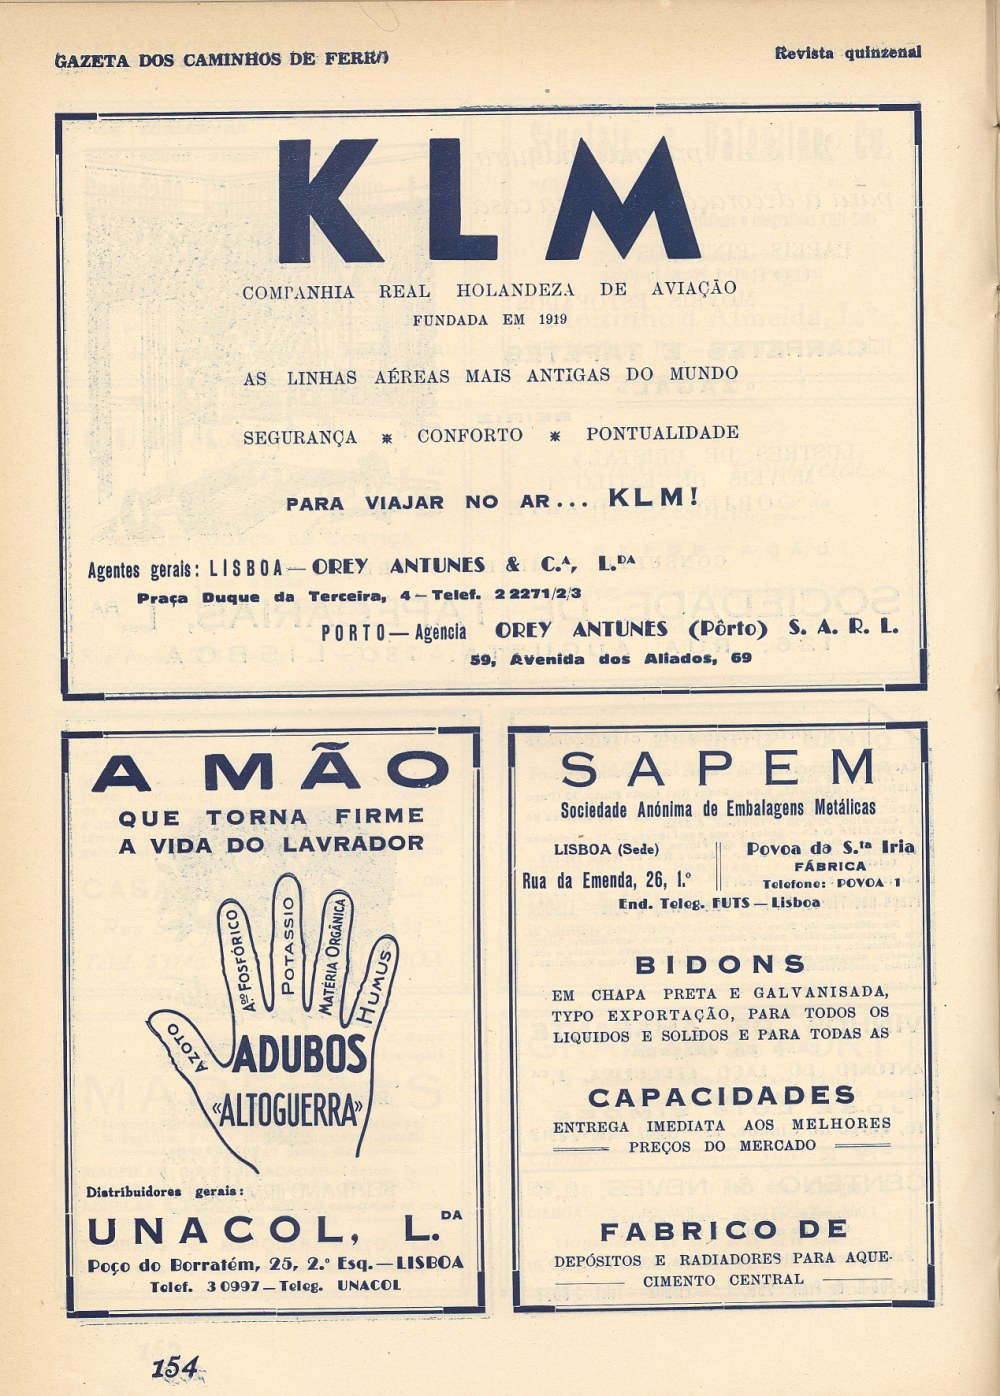 GAZETA DOS CAMINHOS DE FERRO
Revista quinzenal
KLM
COMPANHIA REAL HOLANDEZA DE AVIAÇÃO
FUNDADA EM 1919
AS LINHAS AÉREAS MAIS ANTIGAS DO MUNDO
SEGURANÇA * CONFORTO * PONTUALIDADE
PARA VIAJAR NO AR... KLM!
Agentes gerais: LISBOA — OREY ANTUNES & C.ª, L.DA
Praça Duque da Terceira, 4 — Telef. 2 2271/2/3
PORTO — Agência OREY ANTUNES (Pôrto) S. A. R. L.
59, Avenida dos Aliados, 69
A MÃO
QUE TORNA FIRME
A VIDA DO LAVRADOR
AZOTO
A.do FOSFÓRICO
POTASSIO
MATÉRIA ORGÂNICA
HUMUS
ADUBOS
«ALTOGUERRA»
Distribuidores gerais:
UNACOL, L.DA
Poço do Borratém, 25, 2.º Esq. — LISBOA
Telef. 3 0997 — Teleg. UNACOL
SAPEM
Sociedade Anónima de Embalagens Metálicas
LISBOA (Sede)
Rua da Emenda, 26, 1.º
Povoa da S.ta Iria
FÁBRICA
Telefone: POVOA 1
End. Teleg. FUTS — Lisboa
BIDONS
EM CHAPA PRETA E GALVANISADA,
TYPO EXPORTAÇÃO, PARA TODOS OS
LIQUIDOS E SOLÍDOS E PARA TODAS AS
CAPACIDADES
ENTREGA IMEDIATA AOS MELHORES
PREÇOS DO MERCADO
FABRICO DE
DEPÓSITOS E RADIADORES PARA AQUE-
CIMENTO CENTRAL
154